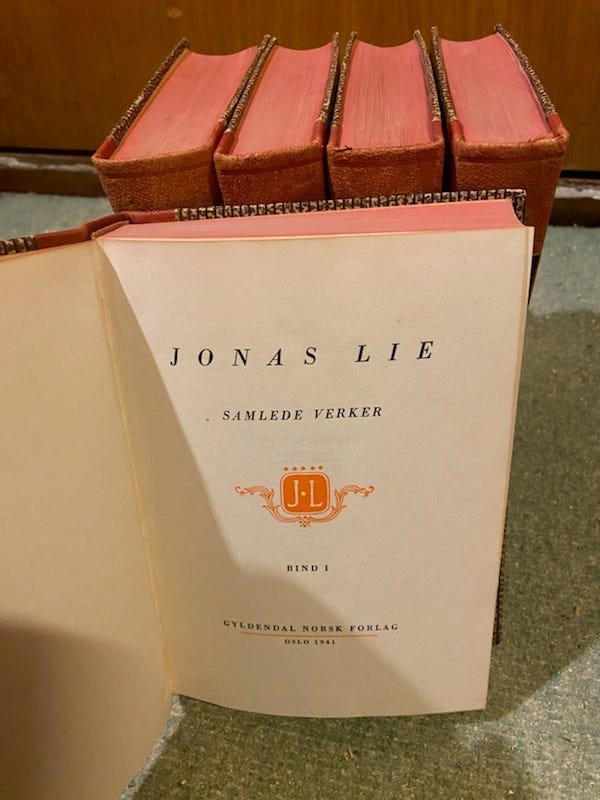 JONAS LIE
SAMLEDE VERKER
J·L
BIND I
GYLDENDAL NORSK FORLAG
OSLO 1941